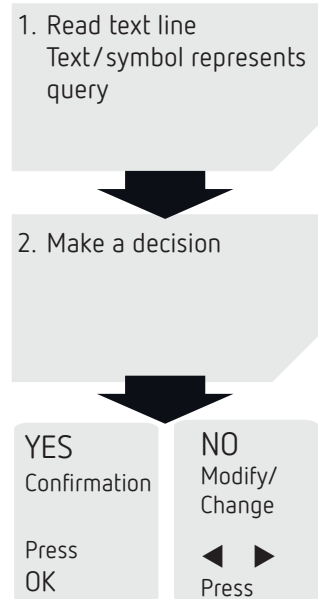 1. Read text line
Text/symbol represents
query
2. Make a decision
YES
Confirmation
Press
OK
NO
Modify/
Change
◀ ▶
Press